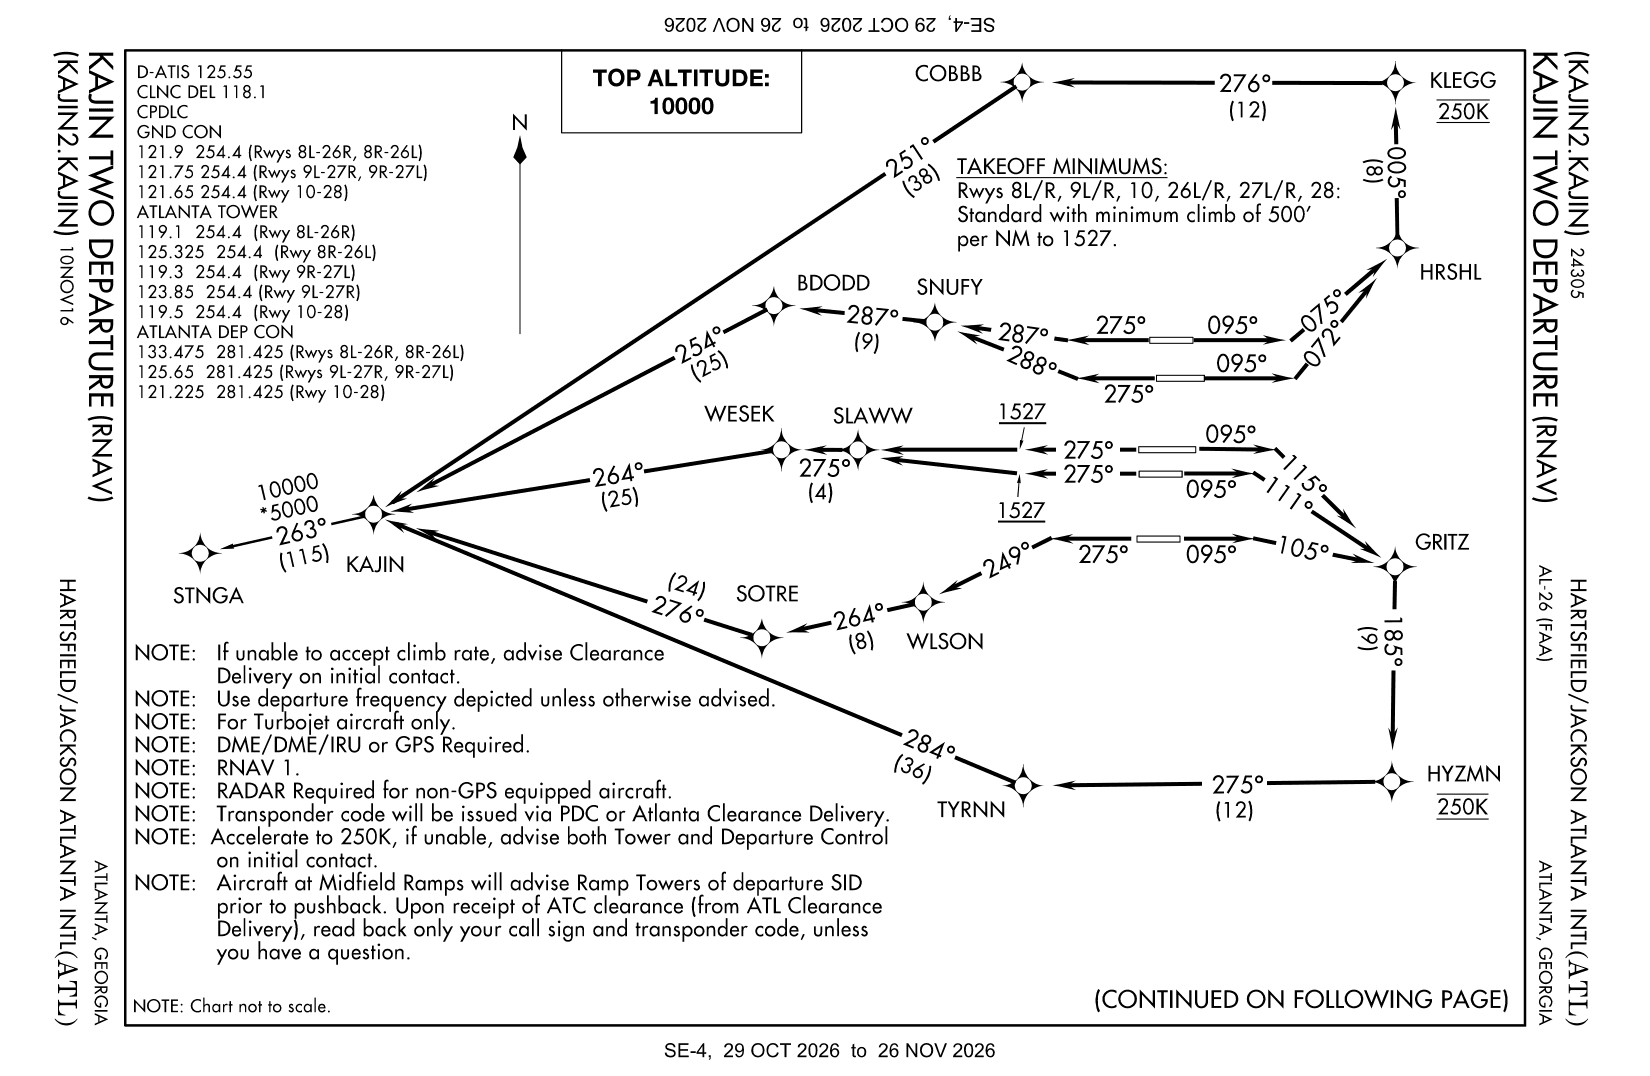 SE-4, 29 OCT 2026 to 26 NOV 2026
KAJIN TWO DEPARTURE (RNAV)
(KAJIN2.KAJIN) 10NOV16
HARTSFIELD/JACKSON ATLANTA INTL(ATL)
ATLANTA, GEORGIA
D-ATIS 125.55
CLNC DEL 118.1
CPDLC
GND CON
121.9 254.4 (Rwys 8L-26R, 8R-26L)
121.75 254.4 (Rwys 9L-27R, 9R-27L)
121.65 254.4 (Rwy 10-28)
ATLANTA TOWER
119.1 254.4 (Rwy 8L-26R)
125.325 254.4 (Rwy 8R-26L)
119.3 254.4 (Rwy 9R-27L)
123.85 254.4 (Rwy 9L-27R)
119.5 254.4 (Rwy 10-28)
ATLANTA DEP CON
133.475 281.425 (Rwys 8L-26R, 8R-26L)
125.65 281.425 (Rwys 9L-27R, 9R-27L)
121.225 281.425 (Rwy 10-28)
TOP ALTITUDE:
10000
N
COBBB
276°
(12)
KLEGG
250K
251°
(38)
005°
(8)
TAKEOFF MINIMUMS:
Rwys 8L/R, 9L/R, 10, 26L/R, 27L/R, 28:
Standard with minimum climb of 500'
per NM to 1527.
HRSHL
BDODD
SNUFY
287°
(9)
287°
275°
095°
075°
288°
275°
095°
072°
254°
(25)
WESEK
SLAWW
1527
275°
095°
115°
275°
(4)
275°
095°
111°
1527
264°
(25)
10000
*5000
263°
(115)
KAJIN
STNGA
GRITZ
275°
095°
105°
249°
(24)
276°
SOTRE
264°
(8)
WLSON
185°
(9)
284°
(36)
TYRNN
275°
(12)
HYZMN
250K
NOTE: If unable to accept climb rate, advise Clearance
Delivery on initial contact.
NOTE: Use departure frequency depicted unless otherwise advised.
NOTE: For Turbojet aircraft only.
NOTE: DME/DME/IRU or GPS Required.
NOTE: RNAV 1.
NOTE: RADAR Required for non-GPS equipped aircraft.
NOTE: Transponder code will be issued via PDC or Atlanta Clearance Delivery.
NOTE: Accelerate to 250K, if unable, advise both Tower and Departure Control
on initial contact.
NOTE: Aircraft at Midfield Ramps will advise Ramp Towers of departure SID
prior to pushback. Upon receipt of ATC clearance (from ATL Clearance
Delivery), read back only your call sign and transponder code, unless
you have a question.
NOTE: Chart not to scale.
(CONTINUED ON FOLLOWING PAGE)
(KAJIN2.KAJIN) 24305
KAJIN TWO DEPARTURE (RNAV)
AL-26 (FAA)
HARTSFIELD/JACKSON ATLANTA INTL(ATL)
ATLANTA, GEORGIA
SE-4, 29 OCT 2026 to 26 NOV 2026